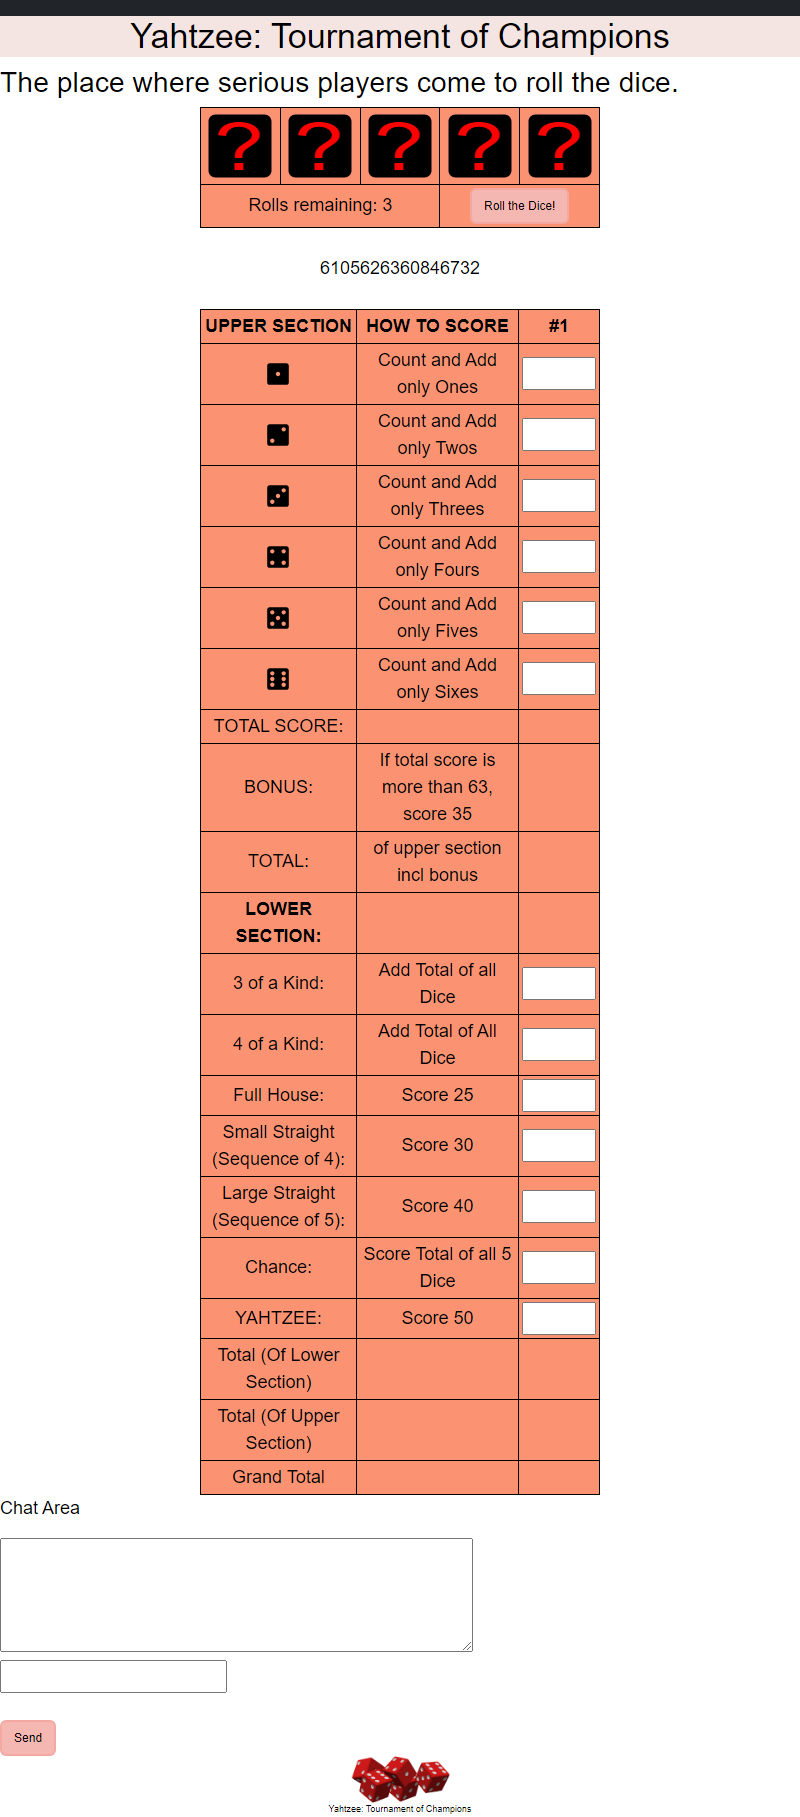 Yahtzee: Tournament of Champions
The place where serious players come to roll the dice.
? ? ? ? ?
Rolls remaining: 3 Roll the Dice!
6105626360846732
UPPER SECTION HOW TO SCORE #1
Count and Add
only Ones
Count and Add
only Twos
Count and Add
only Threes
Count and Add
only Fours
Count and Add
only Fives
Count and Add
only Sixes
TOTAL SCORE:
BONUS:
If total score is
more than 63,
score 35
TOTAL:
of upper section
incl bonus
LOWER
SECTION:
3 of a Kind:
Add Total of all
Dice
4 of a Kind:
Add Total of All
Dice
Full House: Score 25
Small Straight
(Sequence of 4):
Score 30
Large Straight
(Sequence of 5):
Score 40
Chance:
Score Total of all 5
Dice
YAHTZEE: Score 50
Total (Of Lower
Section)
Total (Of Upper
Section)
Grand Total
Chat Area
Send
Yahtzee: Tournament of Champions